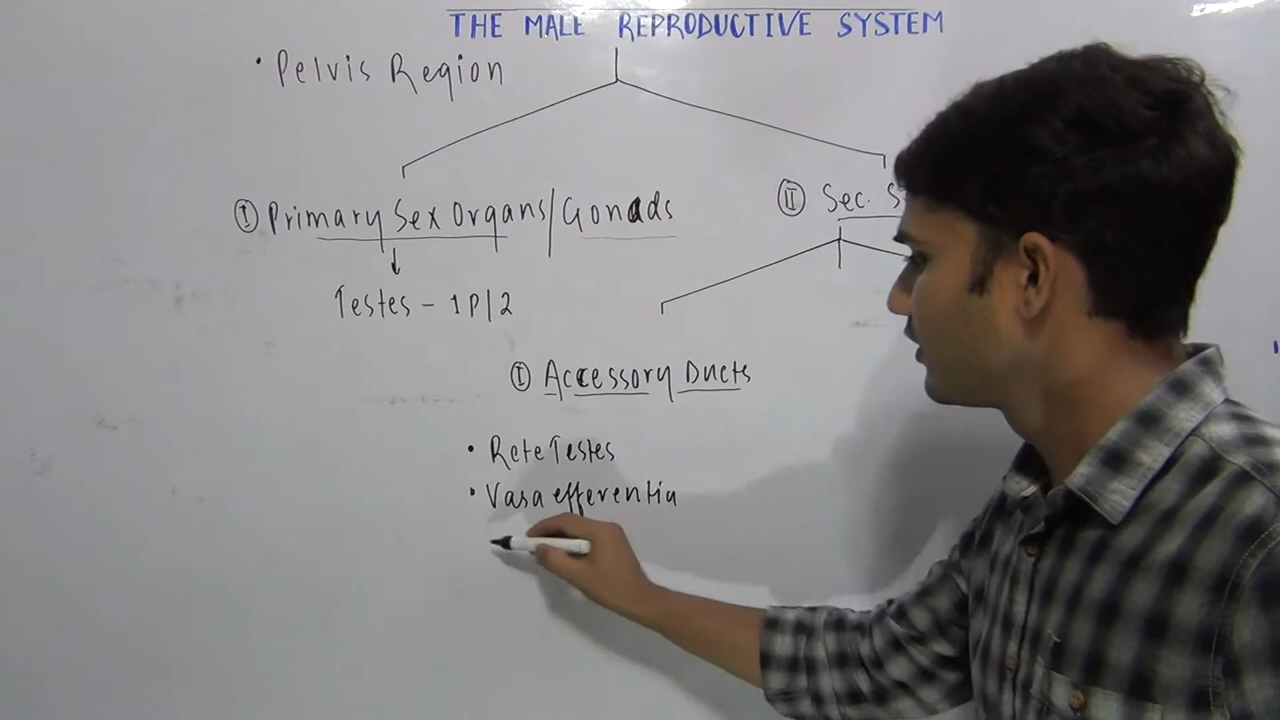 THE MALE REPRODUCTIVE SYSTEM
• Pelvis Region
I Primary Sex Organs/Gonads
II Sec. S
Testes - 1P/2
I Accessory Ducts
• Rete Testes
• Vasa efferentia